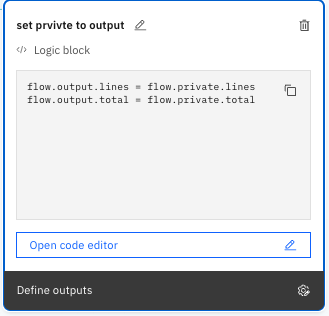 set prvivte to output
</> Logic block
flow.output.lines = flow.private.lines
flow.output.total = flow.private.total
Open code editor
Define outputs